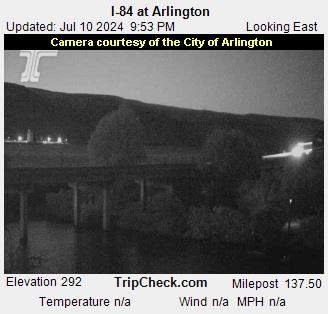 I-84 at Arlington
Updated: Jul 10 2024 9:53 PM Looking East
Camera courtesy of the City of Arlington
Elevation 292 TripCheck.com Milepost 137.50
Temperature n/a Wind n/a MPH n/a